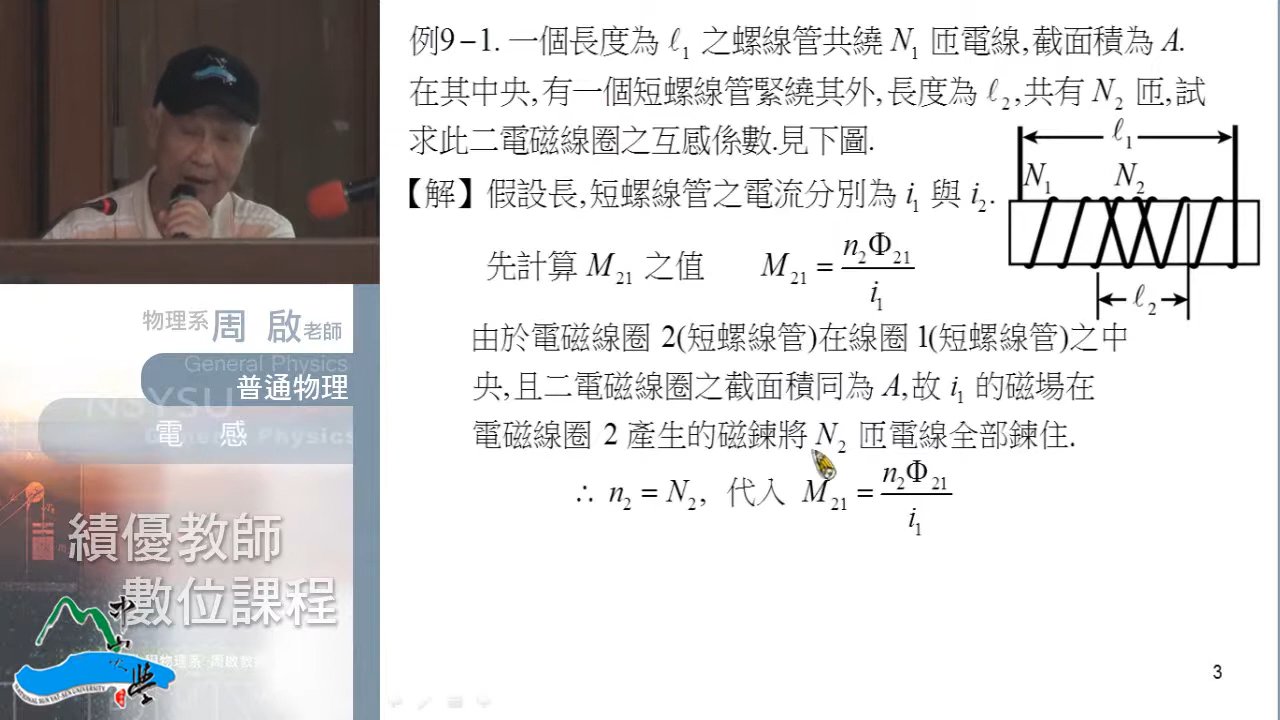 例9-1. 一個長度為 ℓ₁ 之螺線管共繞 N₁ 匝電線,截面積為 A.
在其中央,有一個短螺線管緊繞其外,長度為 ℓ₂,共有 N₂ 匝,試
求此二電磁線圈之互感係數.見下圖.
ℓ₁
N₁ N₂
ℓ₂
【解】假設長,短螺線管之電流分別為 i₁ 與 i₂.
先計算 M₂₁ 之值 M₂₁ = n₂Φ₂₁ / i₁
由於電磁線圈 2(短螺線管)在線圈 1(短螺線管)之中
央,且二電磁線圈之截面積同為 A,故 i₁ 的磁場在
電磁線圈 2 產生的磁鍊將 N₂ 匝電線全部鍊住.
∴ n₂ = N₂, 代入 M₂₁ = n₂Φ₂₁ / i₁
3
物理系 周 啟 老師
General Physics
普通物理
NSYSU
電 感
績優教師
數位課程